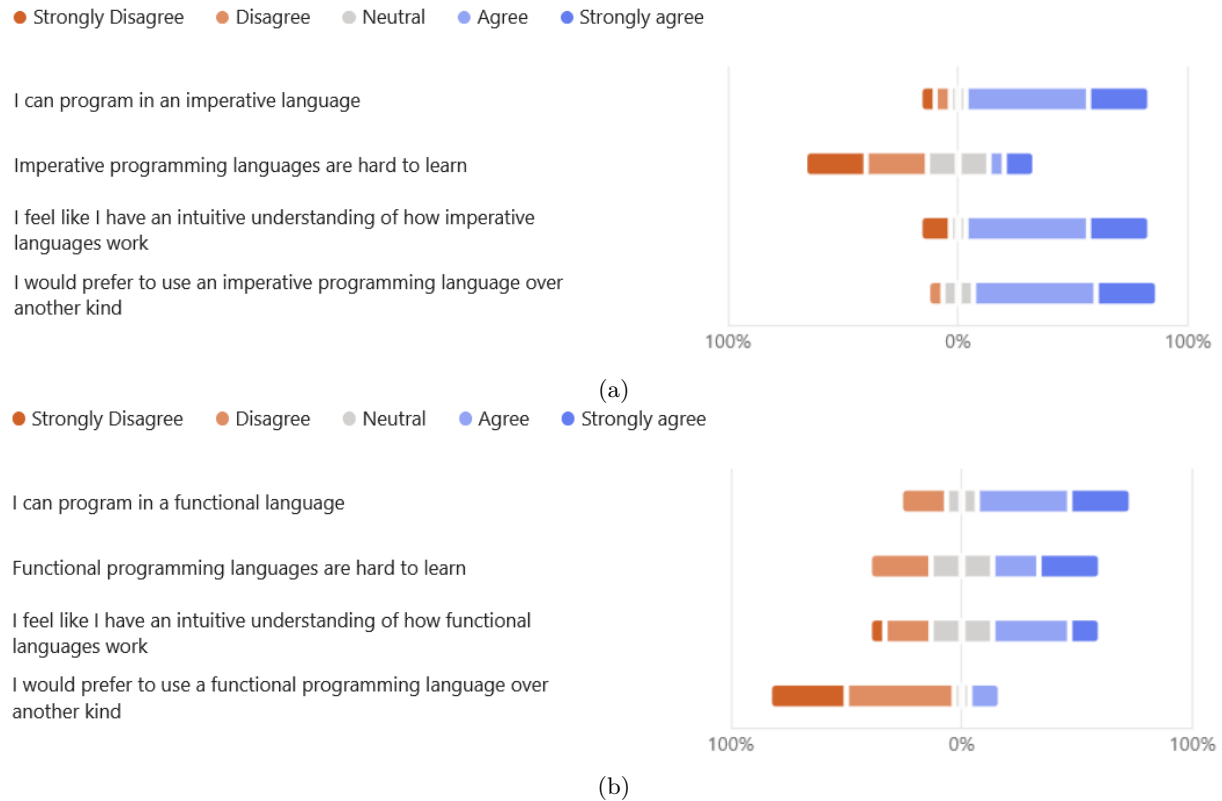 Strongly Disagree Disagree Neutral Agree Strongly agree
I can program in an imperative language
Imperative programming languages are hard to learn
I feel like I have an intuitive understanding of how imperative
languages work
I would prefer to use an imperative programming language over
another kind
100% 0% 100%
(a)
Strongly Disagree Disagree Neutral Agree Strongly agree
I can program in a functional language
Functional programming languages are hard to learn
I feel like I have an intuitive understanding of how functional
languages work
I would prefer to use a functional programming language over
another kind
100% 0% 100%
(b)